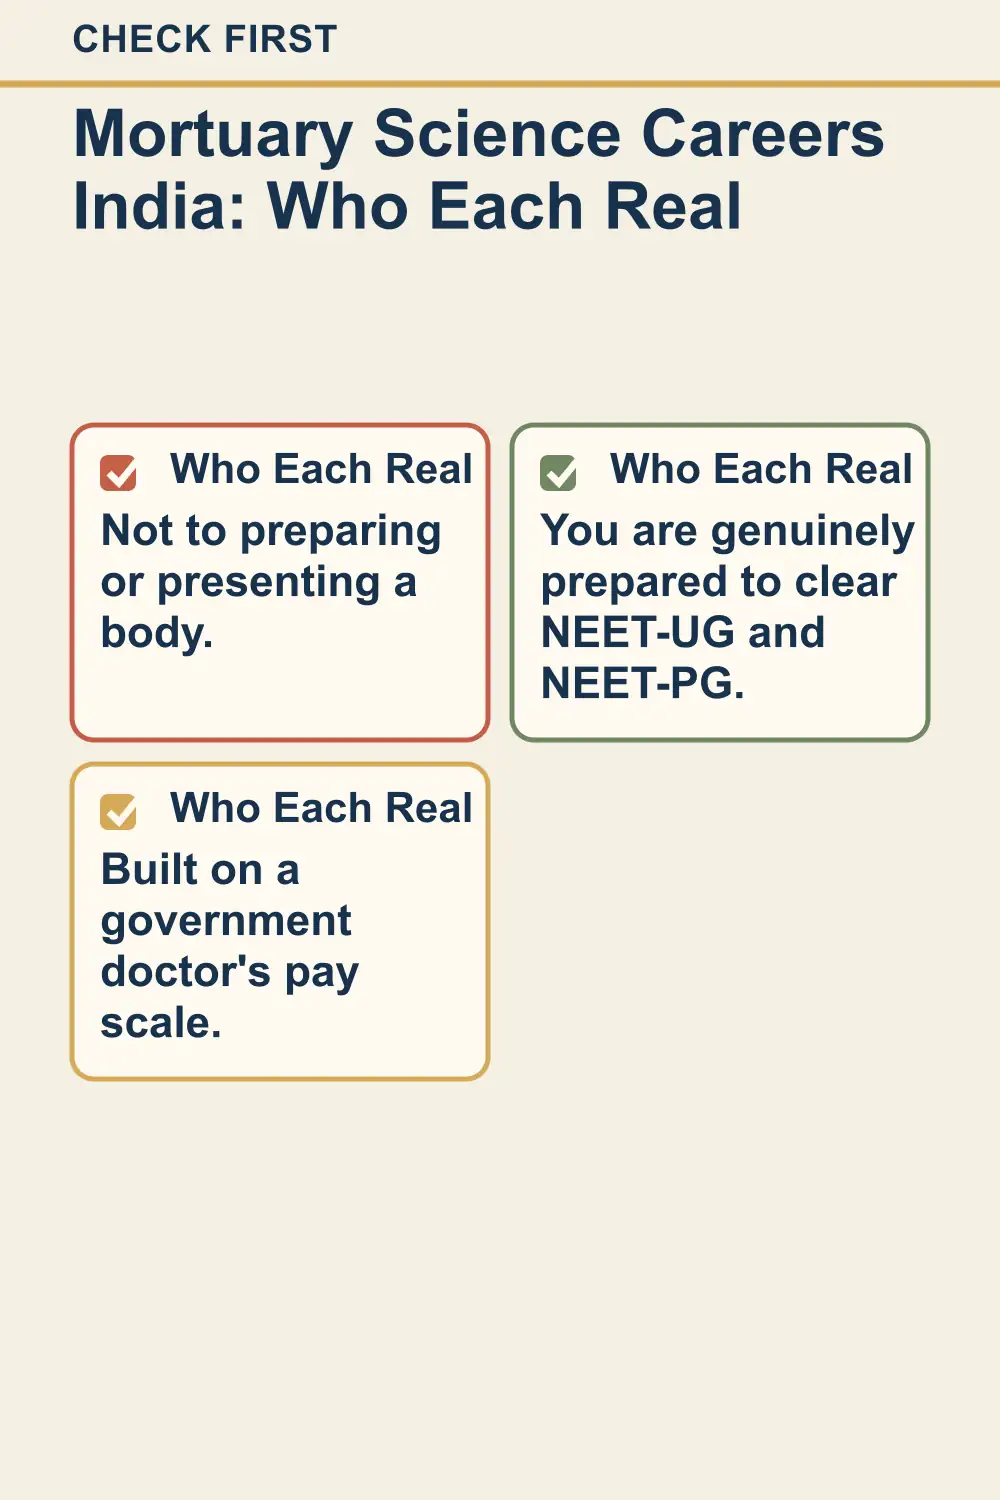 CHECK FIRST
Mortuary Science Careers
India: Who Each Real
Who Each Real
Not to preparing
or presenting a
body.
Who Each Real
You are genuinely
prepared to clear
NEET-UG and
NEET-PG.
Who Each Real
Built on a
government
doctor's pay
scale.